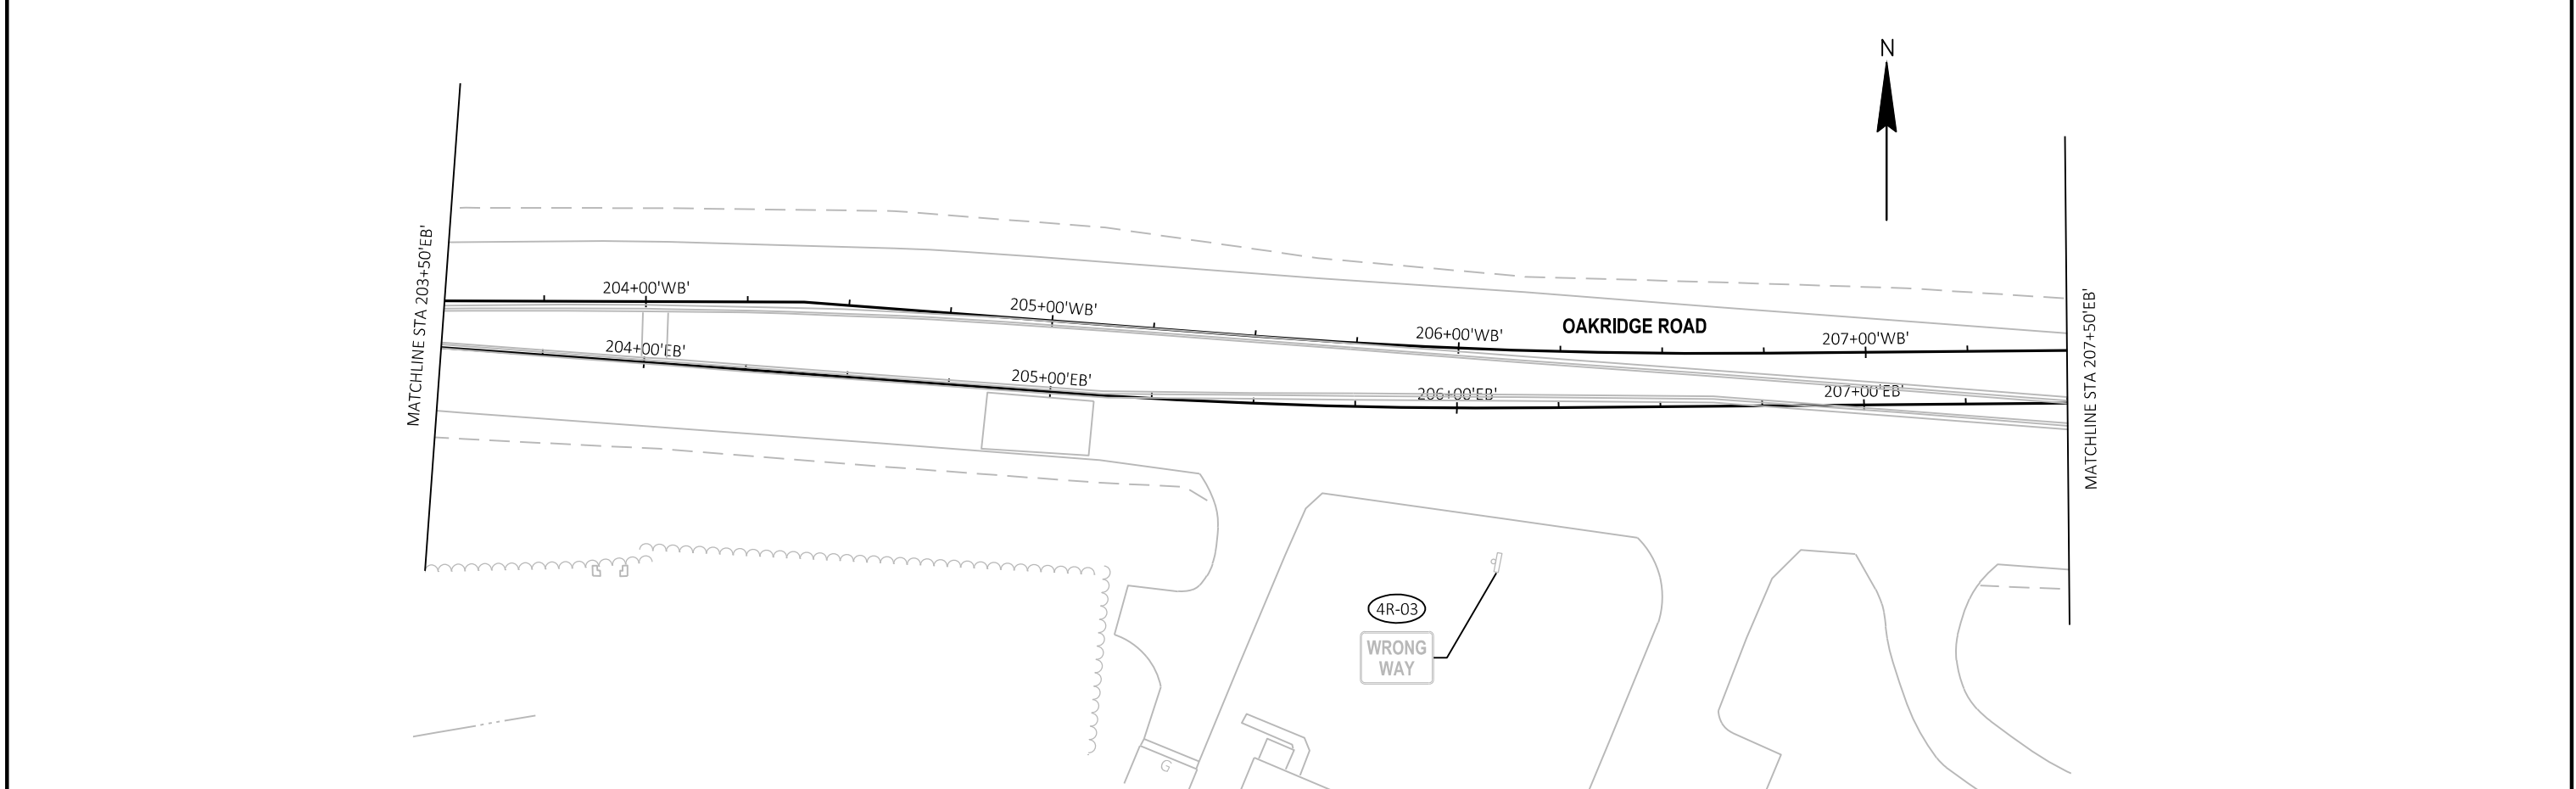 N
MATCHLINE STA 203+50'EB'
204+00'WB'
205+00'WB'
206+00'WB'
OAKRIDGE ROAD
207+00'WB'
204+00'EB'
205+00'EB'
206+00'EB'
207+00'EB'
MATCHLINE STA 207+50'EB'
4R-03
WRONG
WAY
G